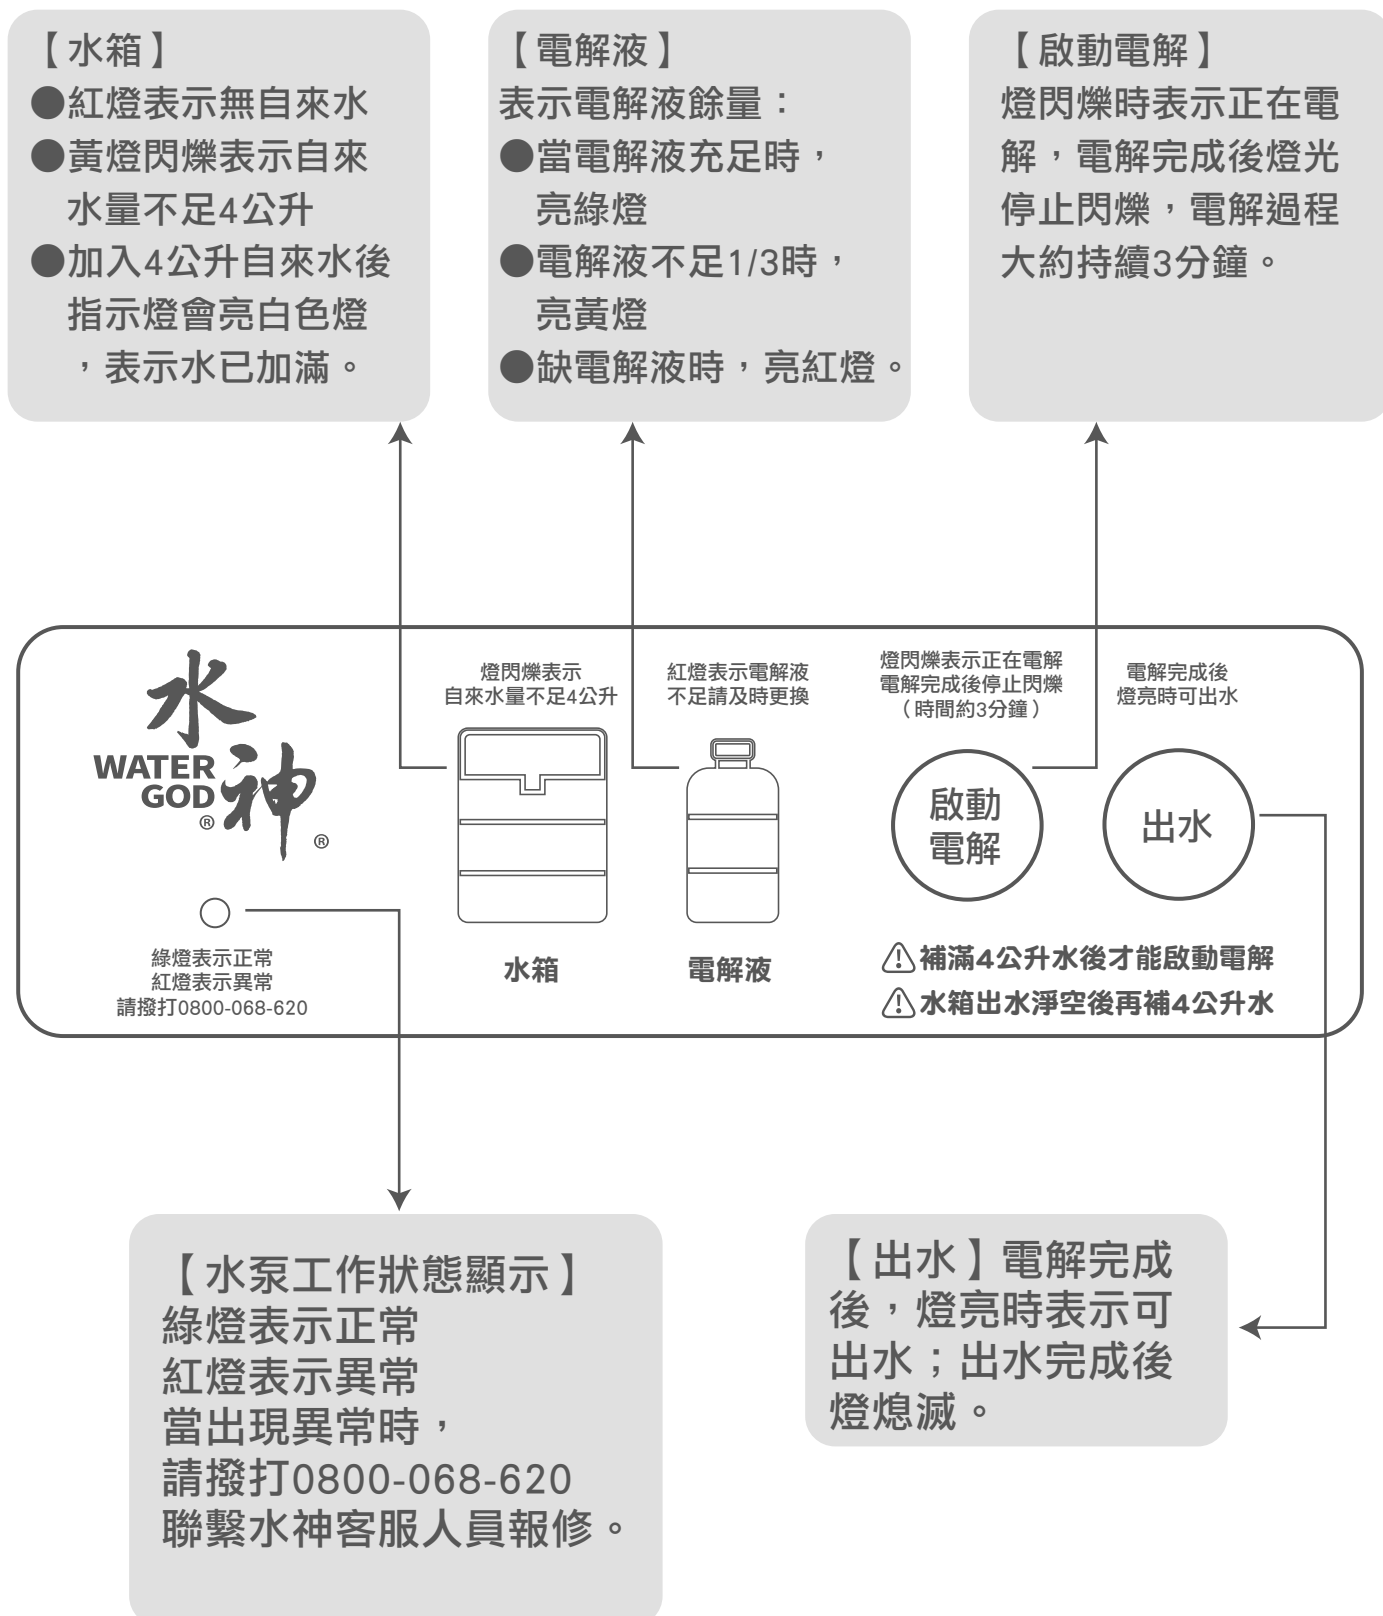 【水箱】
●紅燈表示無自來水
●黃燈閃爍表示自來
水量不足4公升
●加入4公升自來水後
指示燈會亮白色燈
，表示水已加滿。
【電解液】
表示電解液餘量：
●當電解液充足時，
亮綠燈
●電解液不足1/3時，
亮黃燈
●缺電解液時，亮紅燈。
【啟動電解】
燈閃爍時表示正在電
解，電解完成後燈光
停止閃爍，電解過程
大約持續3分鐘。
水神
WATER
GOD
®
®
綠燈表示正常
紅燈表示異常
請撥打0800-068-620
燈閃爍表示
自來水量不足4公升
水箱
紅燈表示電解液
不足請及時更換
電解液
燈閃爍表示正在電解
電解完成後停止閃爍
（時間約3分鐘）
啟動
電解
電解完成後
燈亮時可出水
出水
⚠補滿4公升水後才能啟動電解
⚠水箱出水淨空後再補4公升水
【水泵工作狀態顯示】
綠燈表示正常
紅燈表示異常
當出現異常時，
請撥打0800-068-620
聯繫水神客服人員報修。
【出水】電解完成
後，燈亮時表示可
出水；出水完成後
燈熄滅。